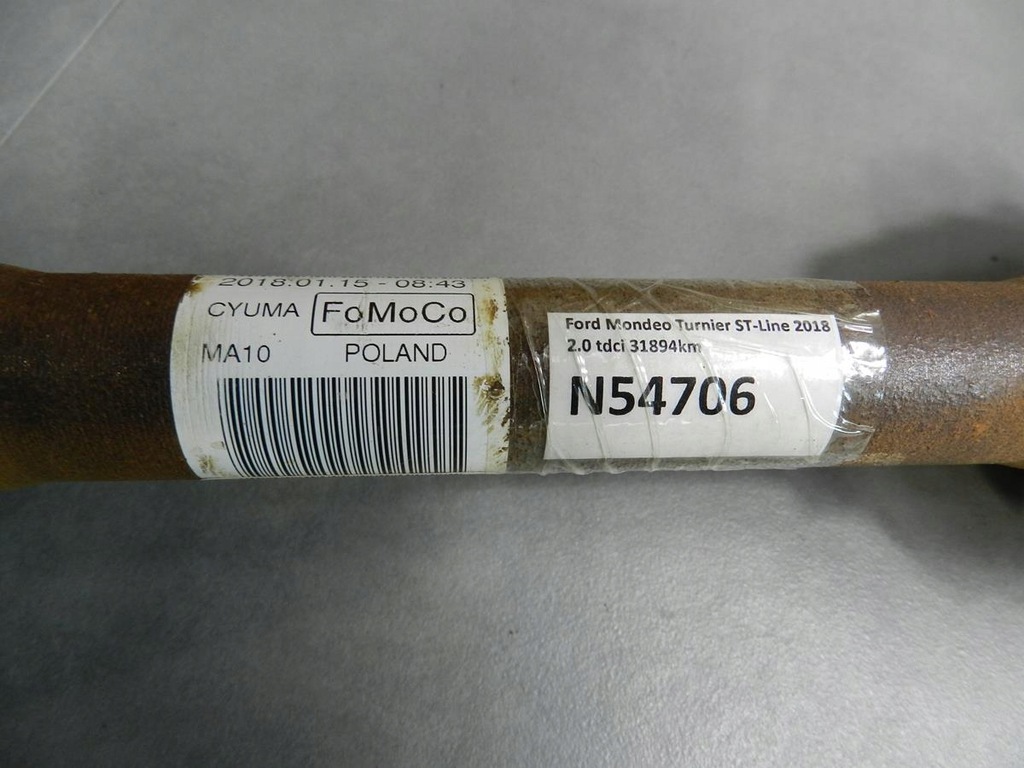 2018.01.15 - 08:43
CYUMA FoMoCo
MA10 POLAND
Ford Mondeo Turnier ST-Line 2018
2.0 tdci 31894km
N54706